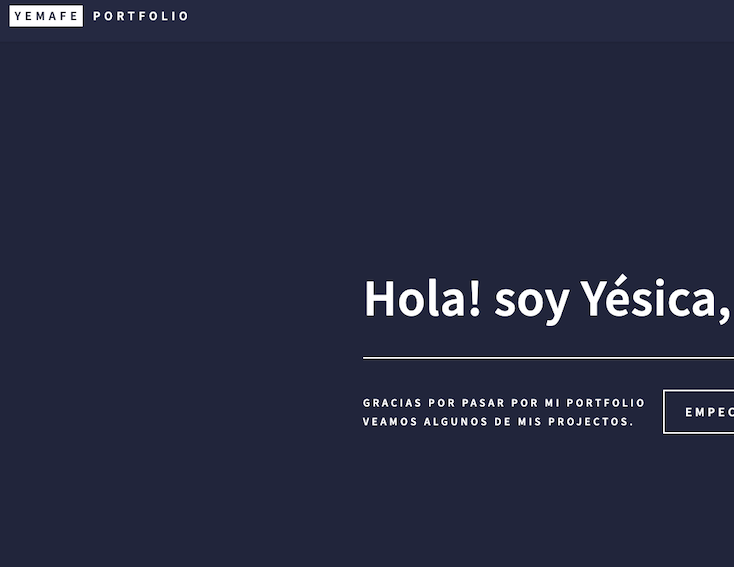 YEMAFE PORTFOLIO
Hola! soy Yésica,
GRACIAS POR PASAR POR MI PORTFOLIO
VEAMOS ALGUNOS DE MIS PROJECTOS.
EMPEC